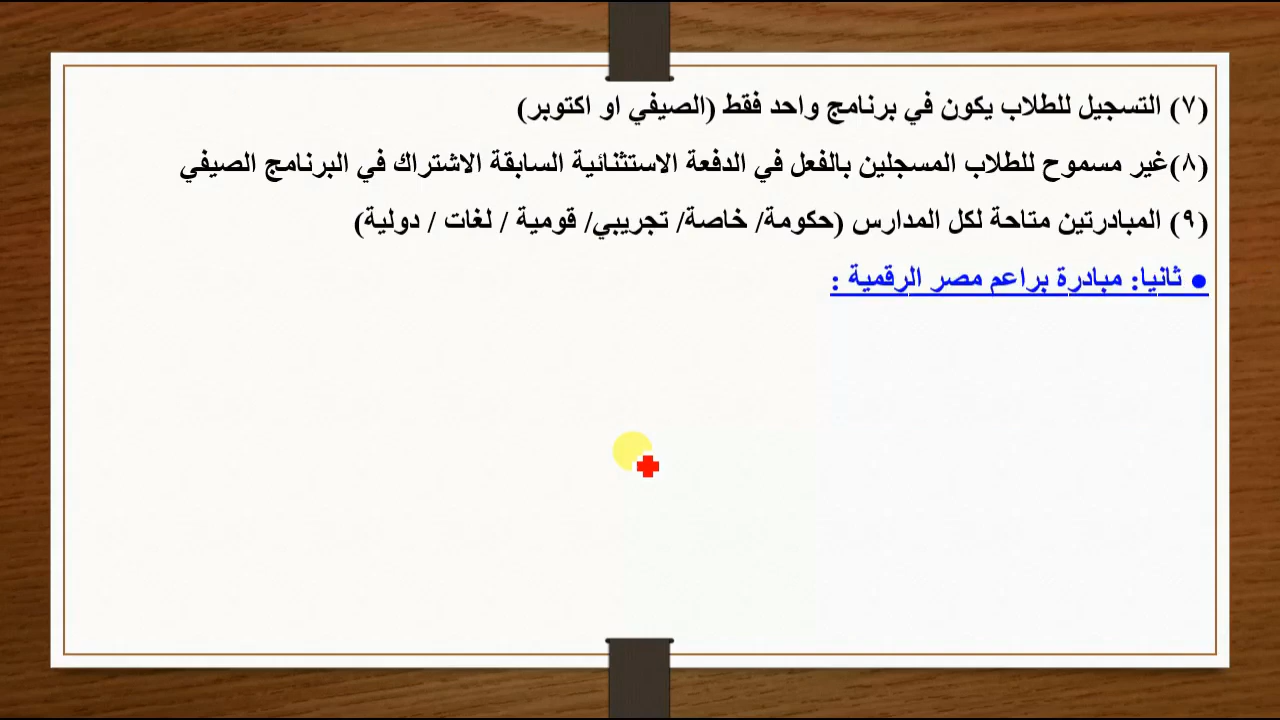 (٧) التسجيل للطلاب يكون في برنامج واحد فقط (الصيفي او اكتوبر)
(٨)غير مسموح للطلاب المسجلين بالفعل في الدفعة الاستثنائية السابقة الاشتراك في البرنامج الصيفي
(٩) المبادرتين متاحة لكل المدارس (حكومة/ خاصة/ تجريبي/ قومية / لغات / دولية)
● ثانيا: مبادرة براعم مصر الرقمية :